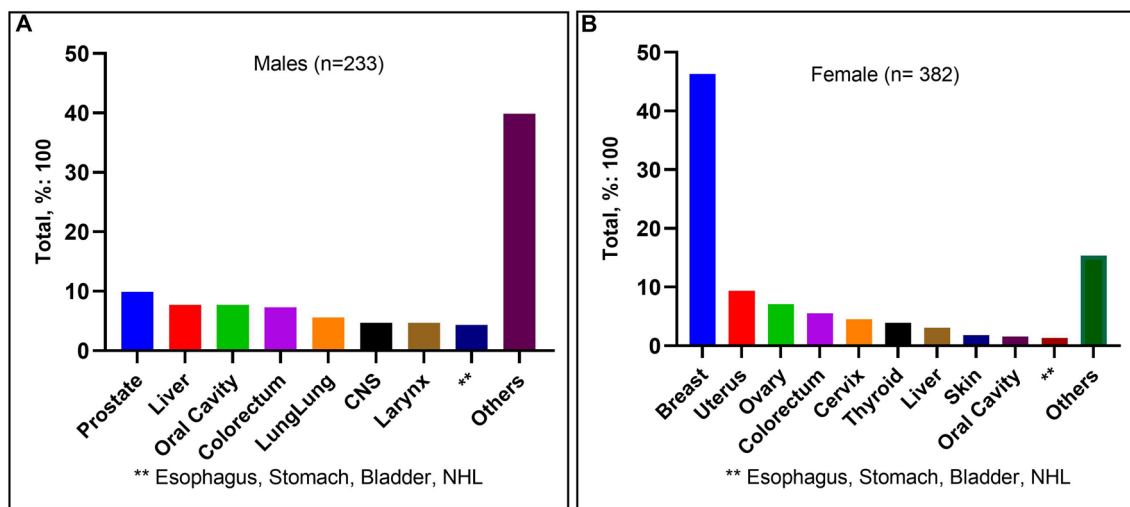 A
Males (n=233)
Total, %: 100
50
40
30
20
10
0
Prostate
Liver
Oral Cavity
Colorectum
LungLung
CNS
Larynx
**
Others
** Esophagus, Stomach, Bladder, NHL
B
Female (n= 382)
Total, %: 100
50
40
30
20
10
0
Breast
Uterus
Ovary
Colorectum
Cervix
Thyroid
Liver
Skin
Oral Cavity
**
Others
** Esophagus, Stomach, Bladder, NHL